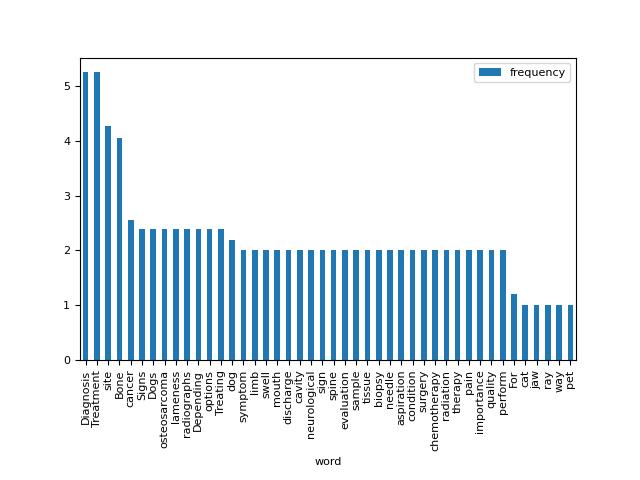 frequency
5
4
3
2
1
0
Diagnosis
Treatment
site
Bone
cancer
Signs
Dogs
osteosarcoma
lameness
radiographs
Depending
options
Treating
dog
symptom
limb
swell
mouth
discharge
cavity
neurological
sign
spine
evaluation
sample
tissue
biopsy
needle
aspiration
condition
surgery
chemotherapy
radiation
therapy
pain
importance
quality
perform
For
cat
jaw
ray
way
pet
word